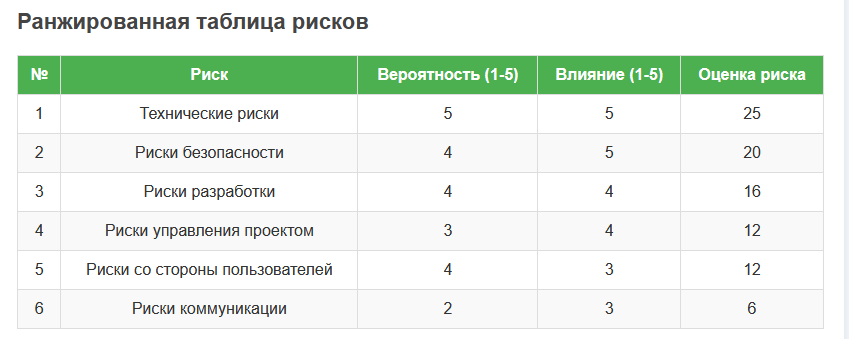 Ранжированная таблица рисков
№ Риск Вероятность (1-5) Влияние (1-5) Оценка риска
1 Технические риски 5 5 25
2 Риски безопасности 4 5 20
3 Риски разработки 4 4 16
4 Риски управления проектом 3 4 12
5 Риски со стороны пользователей 4 3 12
6 Риски коммуникации 2 3 6